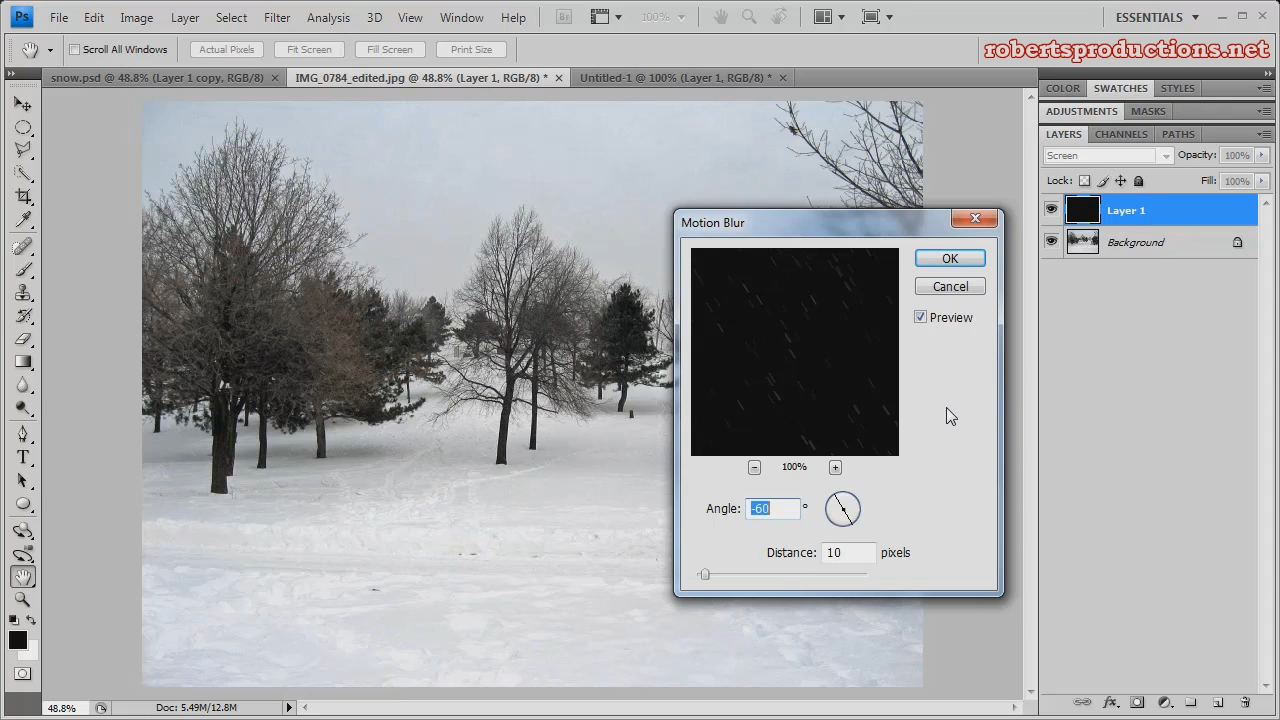 Ps File Edit Image Layer Select Filter Analysis 3D View Window Help Br 100% ESSENTIALS
Scroll All Windows Actual Pixels Fit Screen Fill Screen Print Size
robertsproductions.net
snow.psd @ 48.8% (Layer 1 copy, RGB/8) IMG_0784_edited.jpg @ 48.8% (Layer 1, RGB/8) * Untitled-1 @ 100% (Layer 1, RGB/8) *
COLOR SWATCHES STYLES
ADJUSTMENTS MASKS
LAYERS CHANNELS PATHS
Screen Opacity: 100%
Lock: Fill: 100%
Layer 1
Background
Motion Blur
OK
Cancel
Preview
100%
Angle: -60 °
Distance: 10 pixels
T
fx
48.8% Doc: 5.49M/12.8M